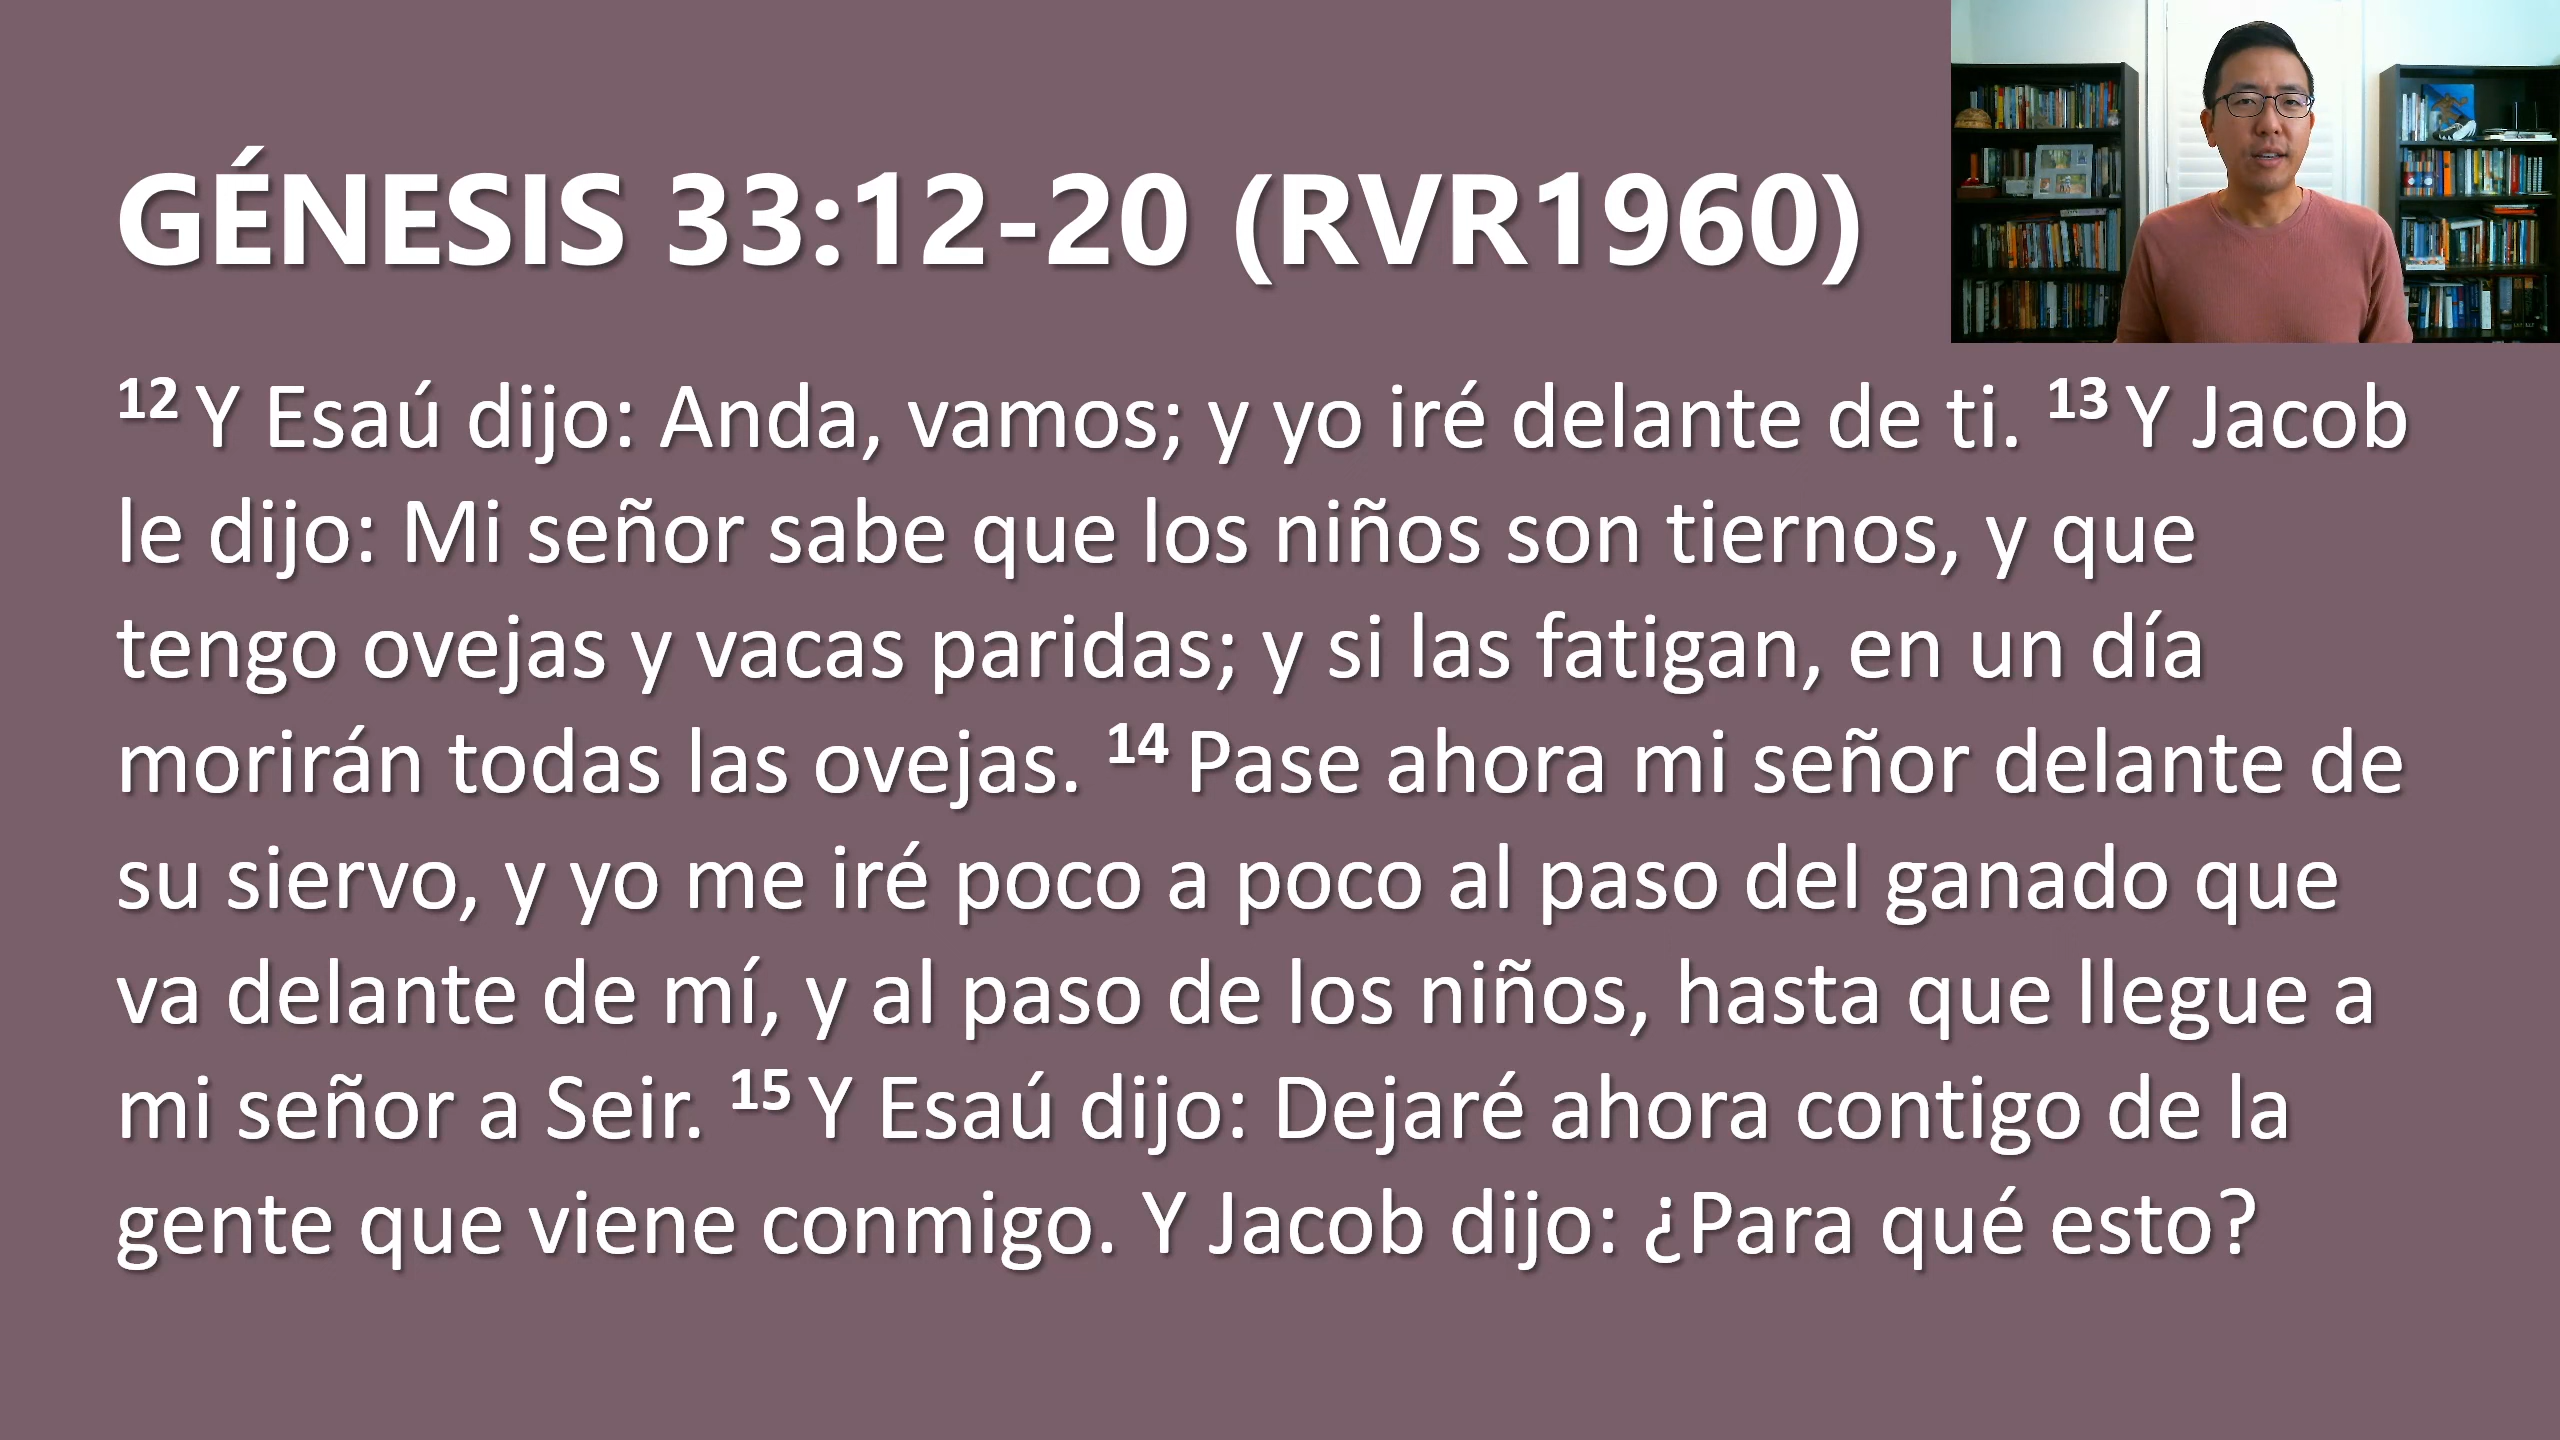 GÉNESIS 33:12-20 (RVR1960)
12 Y Esaú dijo: Anda, vamos; y yo iré delante de ti. 13 Y Jacob
le dijo: Mi señor sabe que los niños son tiernos, y que
tengo ovejas y vacas paridas; y si las fatigan, en un día
morirán todas las ovejas. 14 Pase ahora mi señor delante de
su siervo, y yo me iré poco a poco al paso del ganado que
va delante de mí, y al paso de los niños, hasta que llegue a
mi señor a Seir. 15 Y Esaú dijo: Dejaré ahora contigo de la
gente que viene conmigo. Y Jacob dijo: ¿Para qué esto?